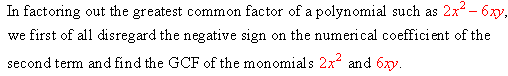 In factoring out the greatest common factor of a polynomial such as 2x² – 6xy,
we first of all disregard the negative sign on the numerical coefficient of the
second term and find the GCF of the monomials 2x² and 6xy.